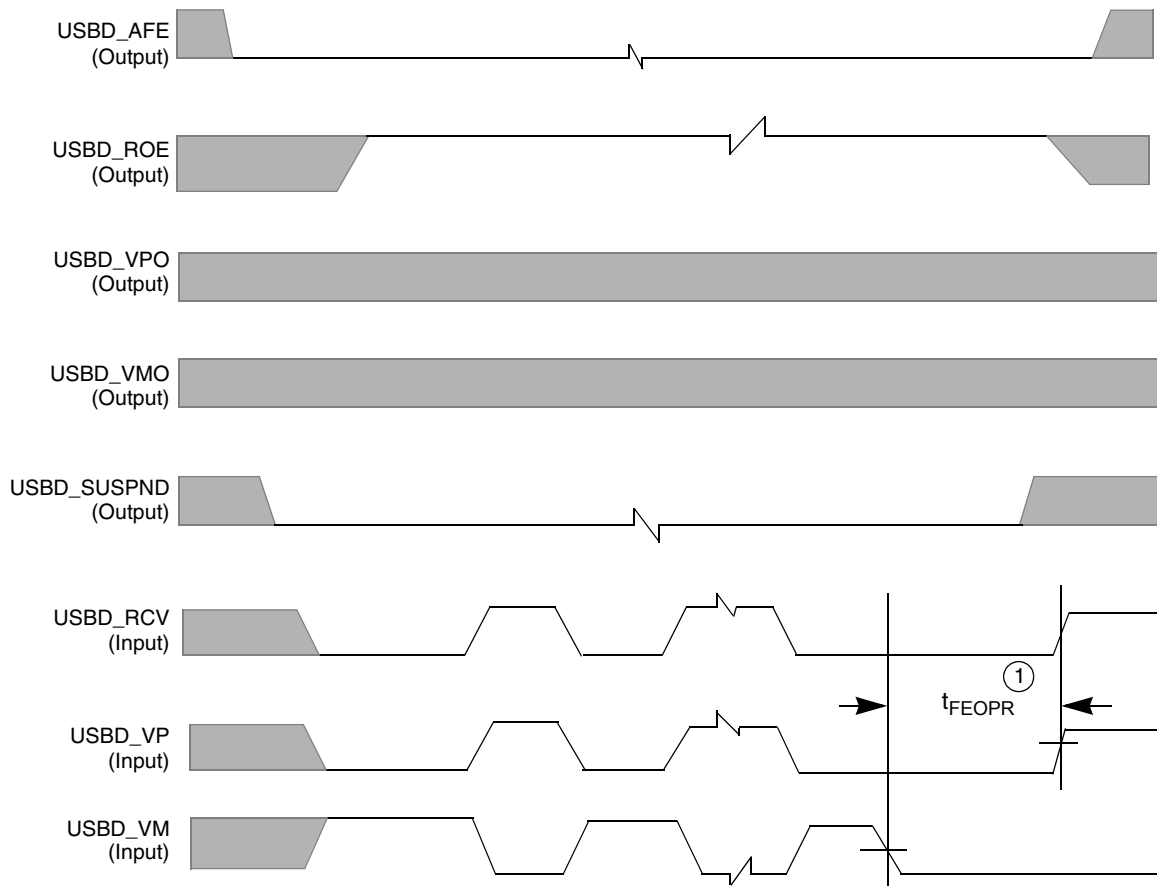 USBD_AFE
(Output)
USBD_ROE
(Output)
USBD_VPO
(Output)
USBD_VMO
(Output)
USBD_SUSPND
(Output)
USBD_RCV
(Input)
1
tFEOPR
USBD_VP
(Input)
USBD_VM
(Input)